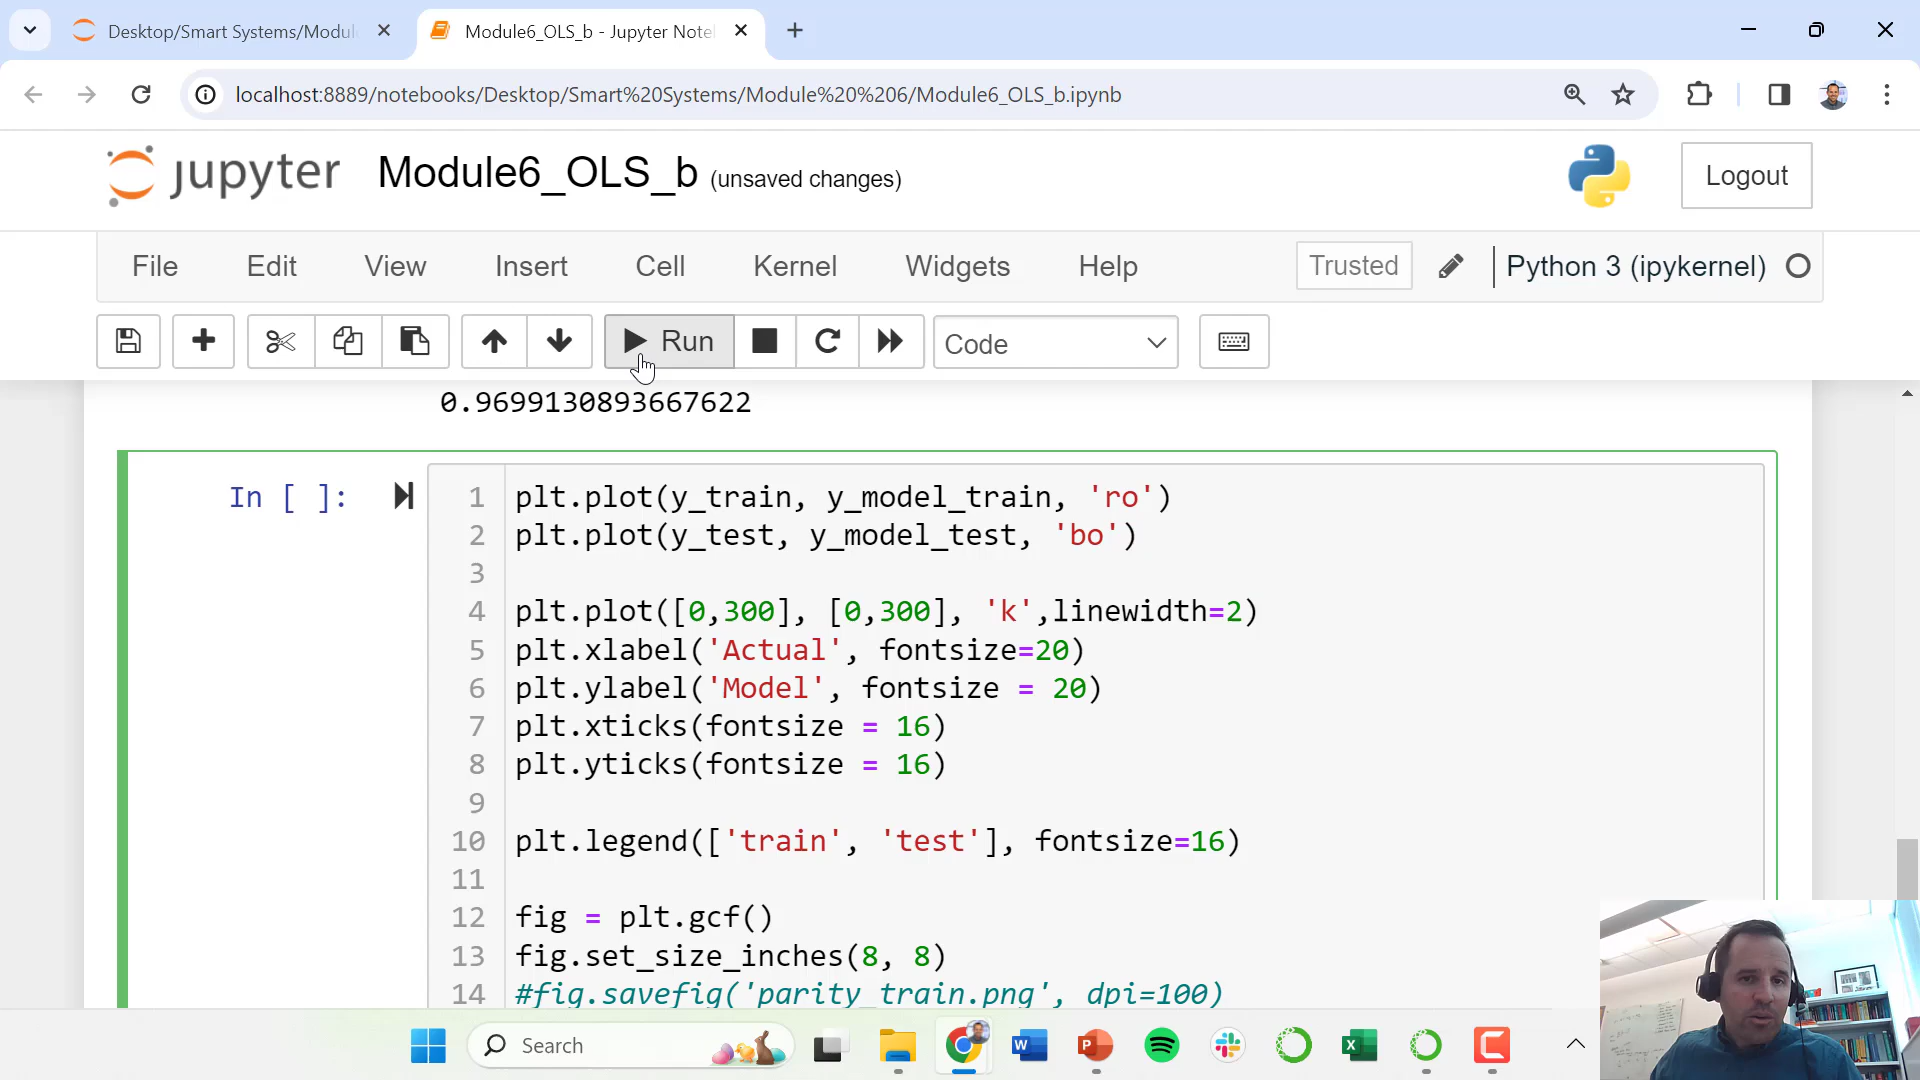 Desktop/Smart Systems/Modul
Module6_OLS_b - Jupyter Note
localhost:8889/notebooks/Desktop/Smart%20Systems/Module%20%206/Module6_OLS_b.ipynb
jupyter Module6_OLS_b (unsaved changes)
Logout
File Edit View Insert Cell Kernel Widgets Help Trusted Python 3 (ipykernel)
Run Code
0.9699130893667622
In [ ]:
1 plt.plot(y_train, y_model_train, 'ro')
2 plt.plot(y_test, y_model_test, 'bo')
3
4 plt.plot([0,300], [0,300], 'k',linewidth=2)
5 plt.xlabel('Actual', fontsize=20)
6 plt.ylabel('Model', fontsize = 20)
7 plt.xticks(fontsize = 16)
8 plt.yticks(fontsize = 16)
9
10 plt.legend(['train', 'test'], fontsize=16)
11
12 fig = plt.gcf()
13 fig.set_size_inches(8, 8)
14 #fig.savefig('parity_train.png', dpi=100)
Search
W
P
X